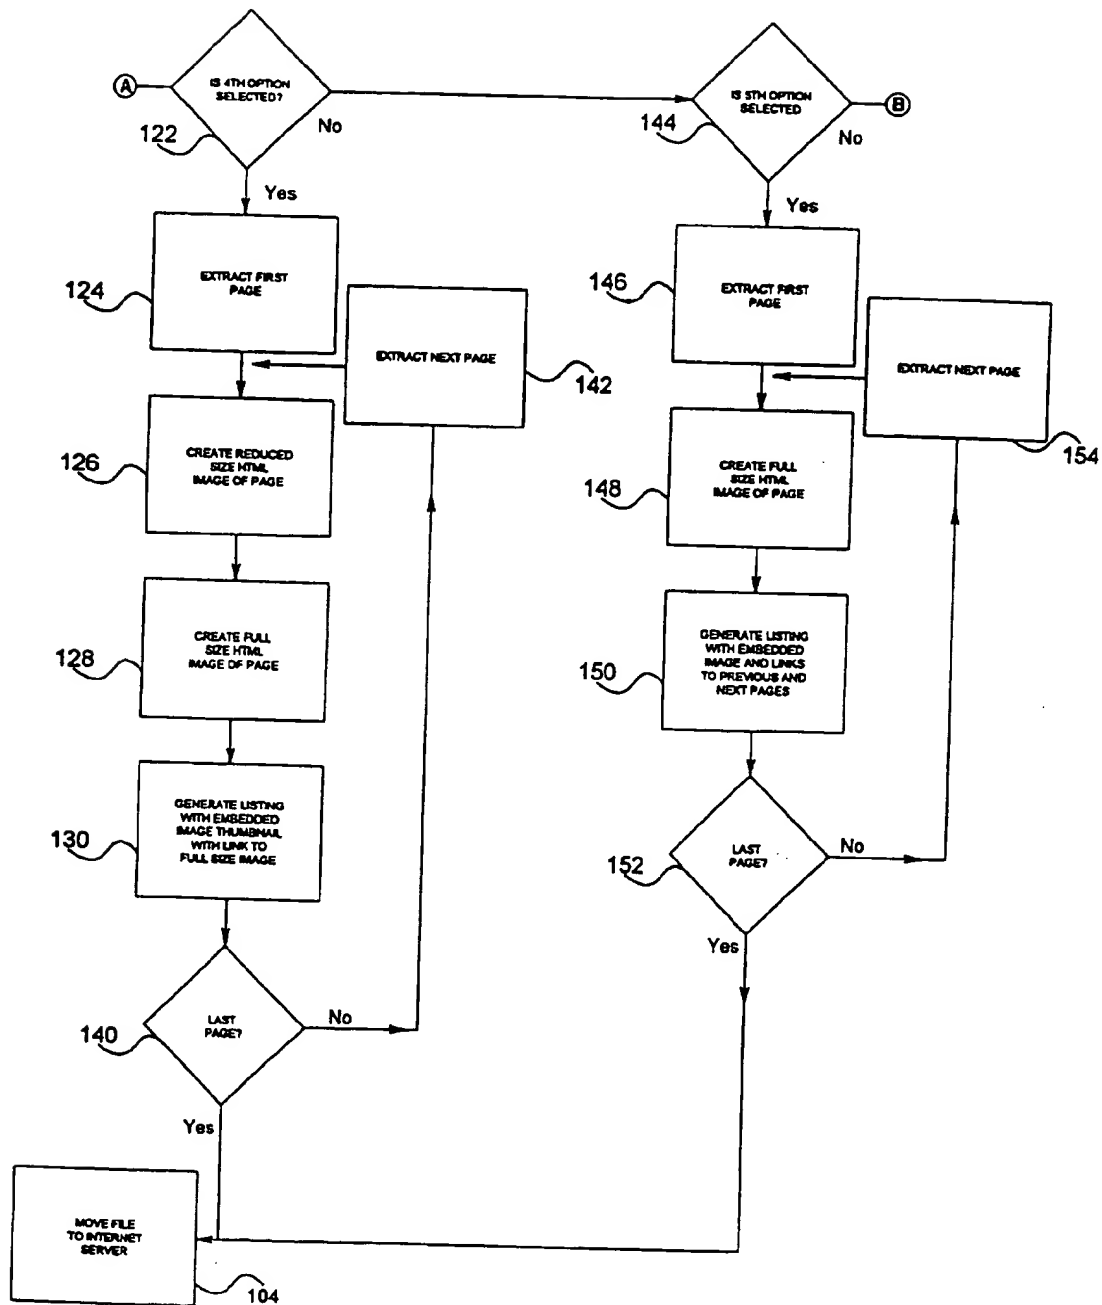 A
IS 4TH OPTION
SELECTED?
No
122
Yes
EXTRACT FIRST
PAGE
124
EXTRACT NEXT PAGE
142
CREATE REDUCED
SIZE HTML
IMAGE OF PAGE
126
CREATE FULL
SIZE HTML
IMAGE OF PAGE
128
GENERATE LISTING
WITH EMBEDDED
IMAGE THUMBNAIL
WITH LINK TO
FULL SIZE IMAGE
130
LAST
PAGE?
No
140
Yes
MOVE FILE
TO INTERNET
SERVER
104
IS 5TH OPTION
SELECTED
B
144
No
Yes
EXTRACT FIRST
PAGE
146
EXTRACT NEXT PAGE
154
CREATE FULL
SIZE HTML
IMAGE OF PAGE
148
GENERATE LISTING
WITH EMBEDDED
IMAGE AND LINKS
TO PREVIOUS AND
NEXT PAGES
150
LAST
PAGE?
No
152
Yes